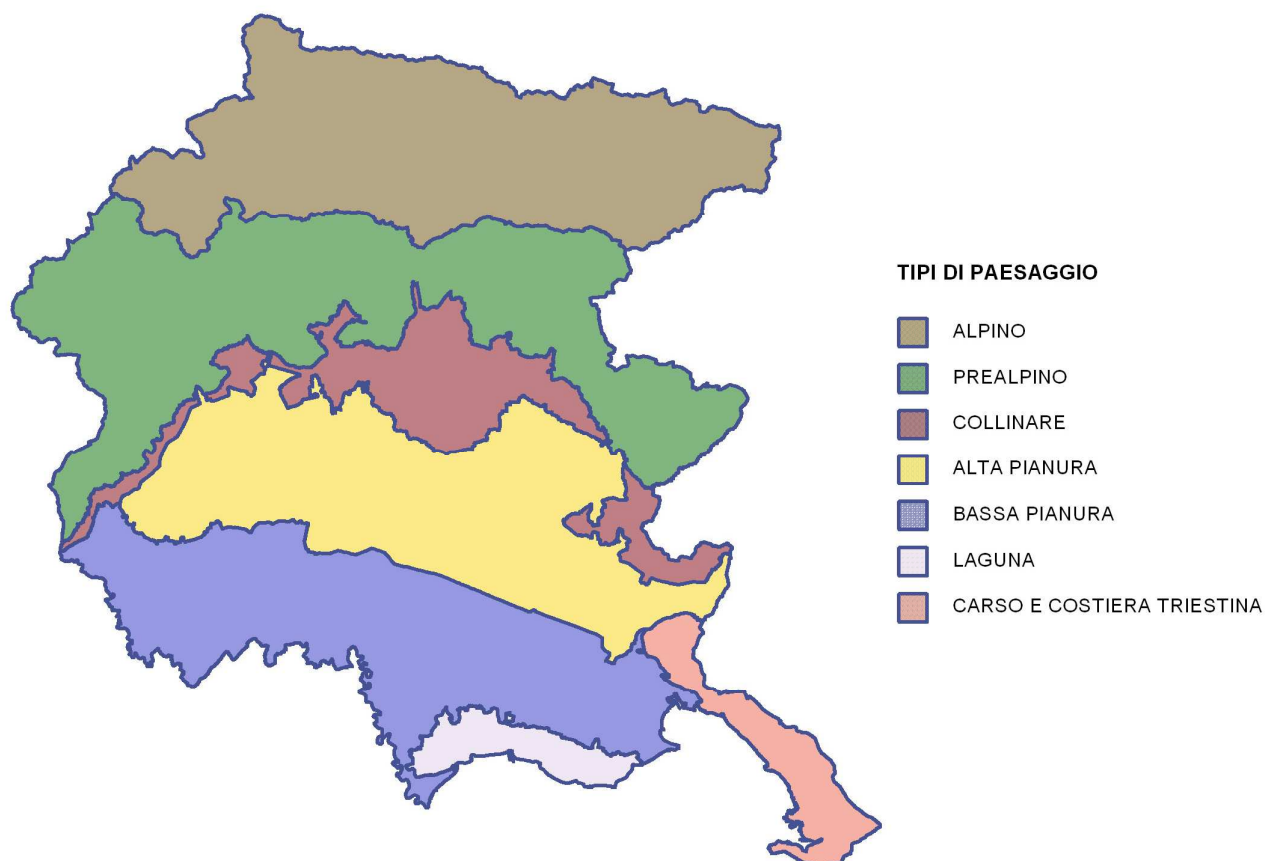 TIPI DI PAESAGGIO
ALPINO
PREALPINO
COLLINARE
ALTA PIANURA
BASSA PIANURA
LAGUNA
CARSO E COSTIERA TRIESTINA